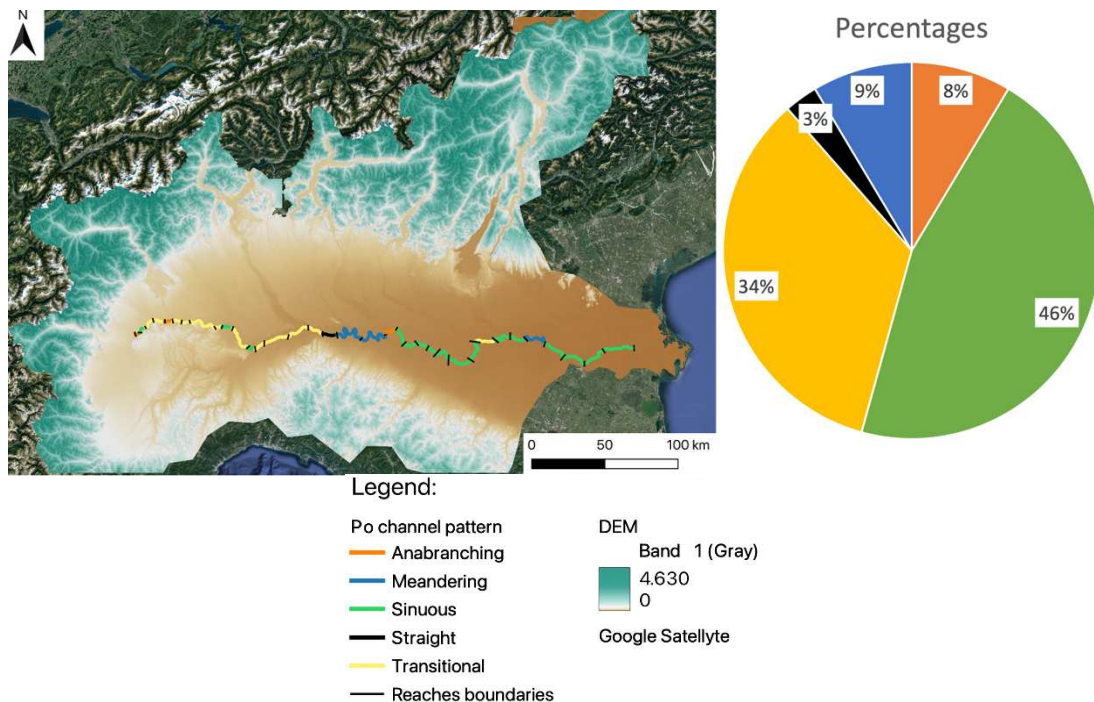 N
Percentages
9%
8%
3%
34%
46%
0 50 100 km
Legend:
Po channel pattern
Anabranching
Meandering
Sinuous
Straight
Transitional
Reaches boundaries
DEM
Band 1 (Gray)
4.630
0
Google Satellyte